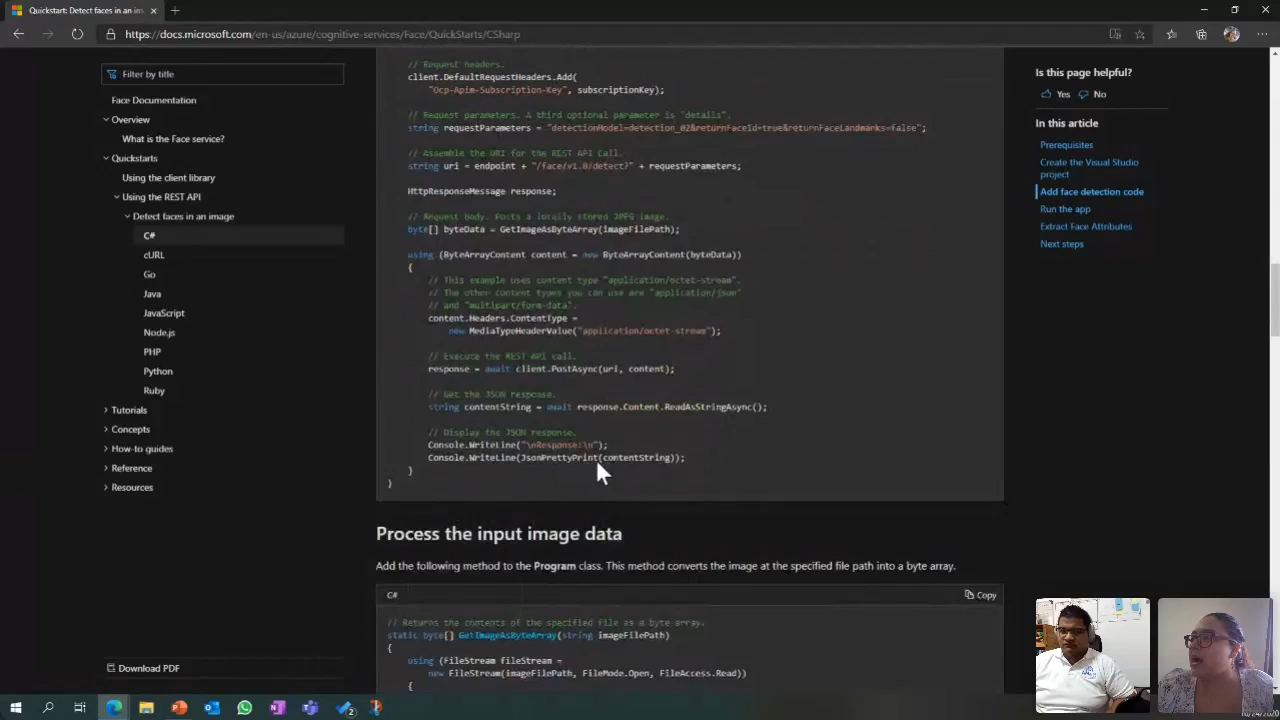 Quickstart: Detect faces in an im
https://docs.microsoft.com/en-us/azure/cognitive-services/Face/QuickStarts/CSharp
Filter by title
Face Documentation
Overview
What is the Face service?
Quickstarts
Using the client library
Using the REST API
Detect faces in an image
C#
cURL
Go
Java
JavaScript
Node.js
PHP
Python
Ruby
Tutorials
Concepts
How-to guides
Reference
Resources
Download PDF
// Request headers.
client.DefaultRequestHeaders.Add(
"Ocp-Apim-Subscription-Key", subscriptionKey);
// Request parameters. A third optional parameter is "details".
string requestParameters = "detectionModel=detection_02&returnFaceId=true&returnFaceLandmarks=false";
// Assemble the URI for the REST API Call.
string uri = endpoint + "/face/v1.0/detect?" + requestParameters;
HttpResponseMessage response;
// Request body. Posts a locally stored JPEG image.
byte[] byteData = GetImageAsByteArray(imageFilePath);
using (ByteArrayContent content = new ByteArrayContent(byteData))
{
// This example uses content type "application/octet-stream".
// The other content types you can use are "application/json"
// and "multipart/form-data".
content.Headers.ContentType =
new MediaTypeHeaderValue("application/octet-stream");
// Execute the REST API call.
response = await client.PostAsync(uri, content);
// Get the JSON response.
string contentString = await response.Content.ReadAsStringAsync();
// Display the JSON response.
Console.WriteLine("\nResponse:\n");
Console.WriteLine(JsonPrettyPrint(contentString));
}
}
Process the input image data
Add the following method to the Program class. This method converts the image at the specified file path into a byte array.
C#
Copy
// Returns the contents of the specified file as a byte array.
static byte[] GetImageAsByteArray(string imageFilePath)
{
using (FileStream fileStream =
new FileStream(imageFilePath, FileMode.Open, FileAccess.Read))
{
Is this page helpful?
Yes No
In this article
Prerequisites
Create the Visual Studio
project
Add face detection code
Run the app
Extract Face Attributes
Next steps
2
10/24/2020